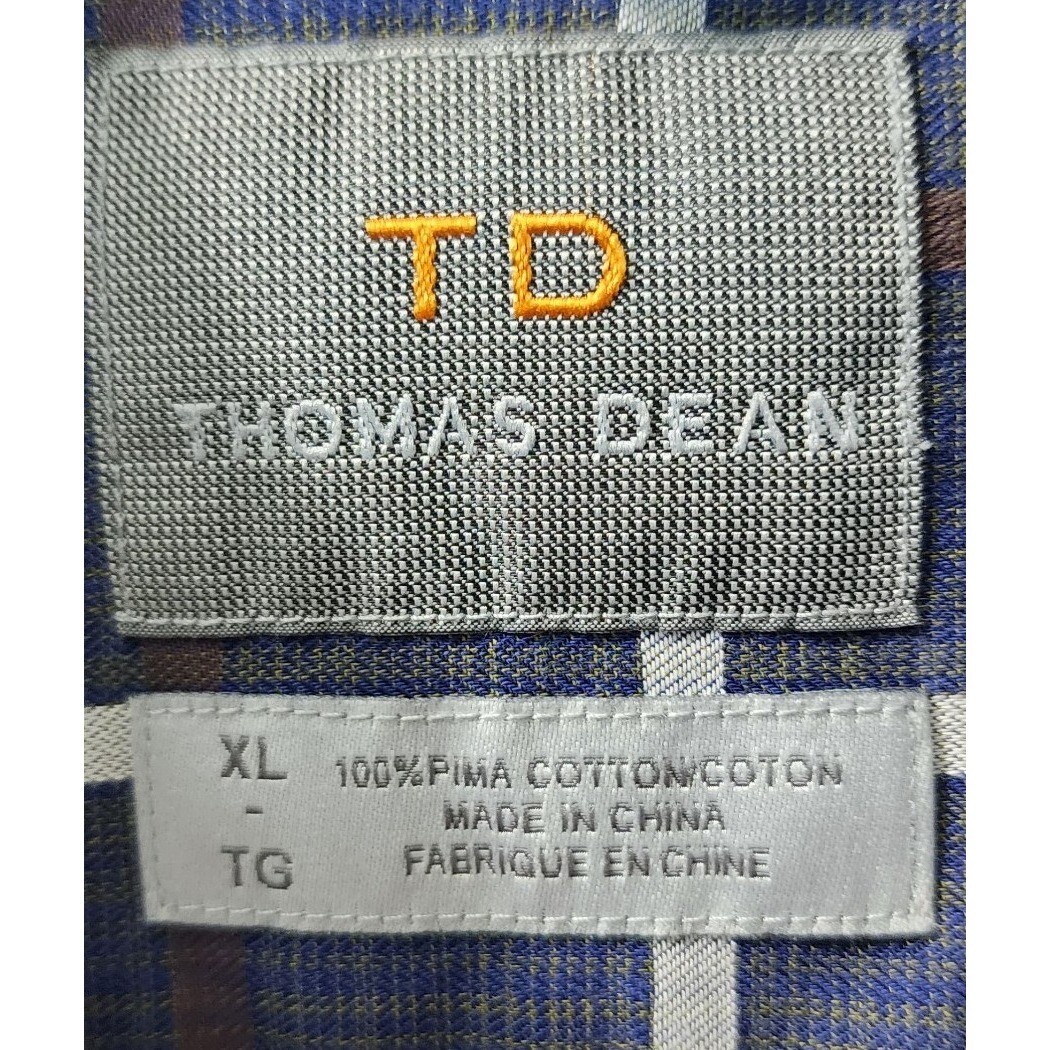 TD
THOMAS DEAN
XL
-
TG
100% PIMA COTTON/COTON
MADE IN CHINA
FABRIQUE EN CHINE